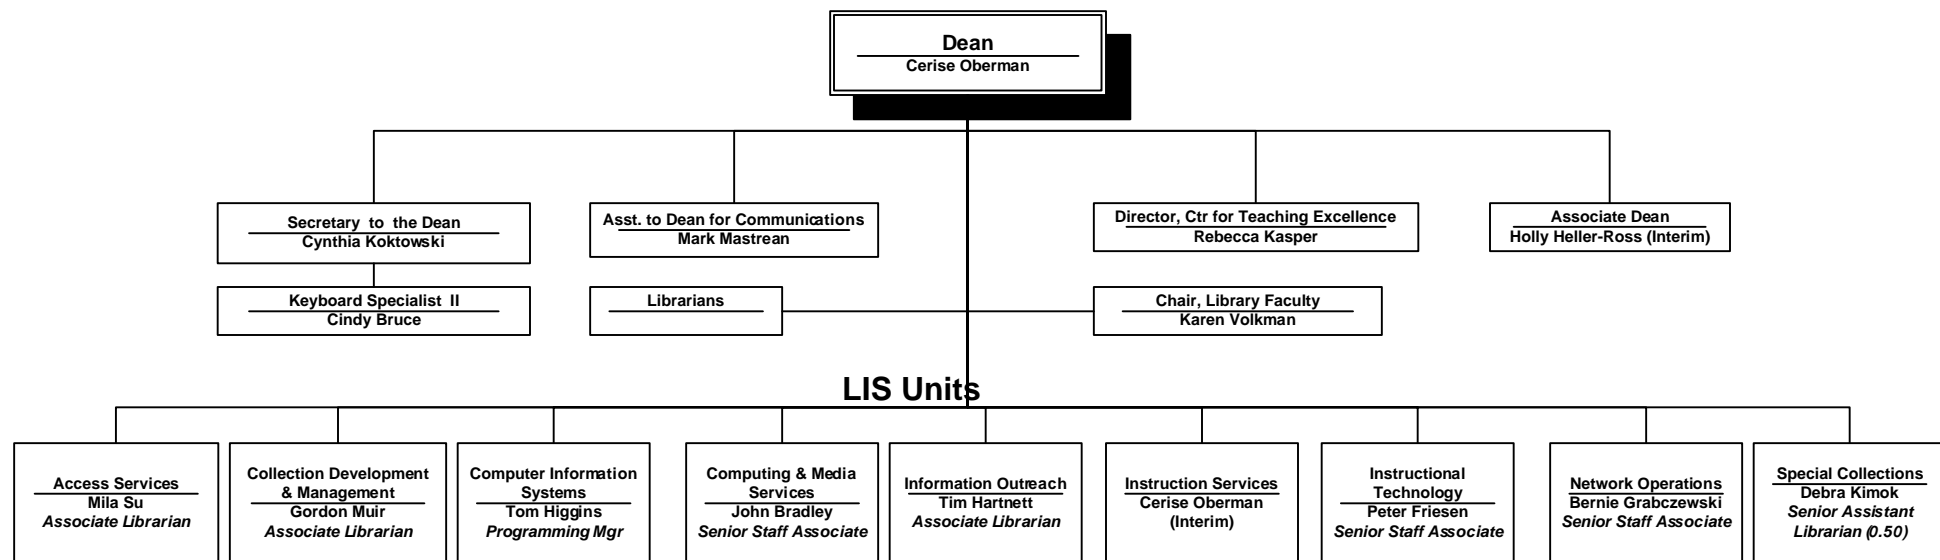 Dean
Cerise Oberman
Secretary to the Dean
Cynthia Koktowski
Asst. to Dean for Communications
Mark Mastrean
Director, Ctr for Teaching Excellence
Rebecca Kasper
Associate Dean
Holly Heller-Ross (Interim)
Keyboard Specialist II
Cindy Bruce
Librarians
Chair, Library Faculty
Karen Volkman
LIS Units
Access Services
Mila Su
Associate Librarian
Collection Development
& Management
Gordon Muir
Associate Librarian
Computer Information
Systems
Tom Higgins
Programming Mgr
Computing & Media
Services
John Bradley
Senior Staff Associate
Information Outreach
Tim Hartnett
Associate Librarian
Instruction Services
Cerise Oberman
(Interim)
Instructional
Technology
Peter Friesen
Senior Staff Associate
Network Operations
Bernie Grabczewski
Senior Staff Associate
Special Collections
Debra Kimok
Senior Assistant
Librarian (0.50)